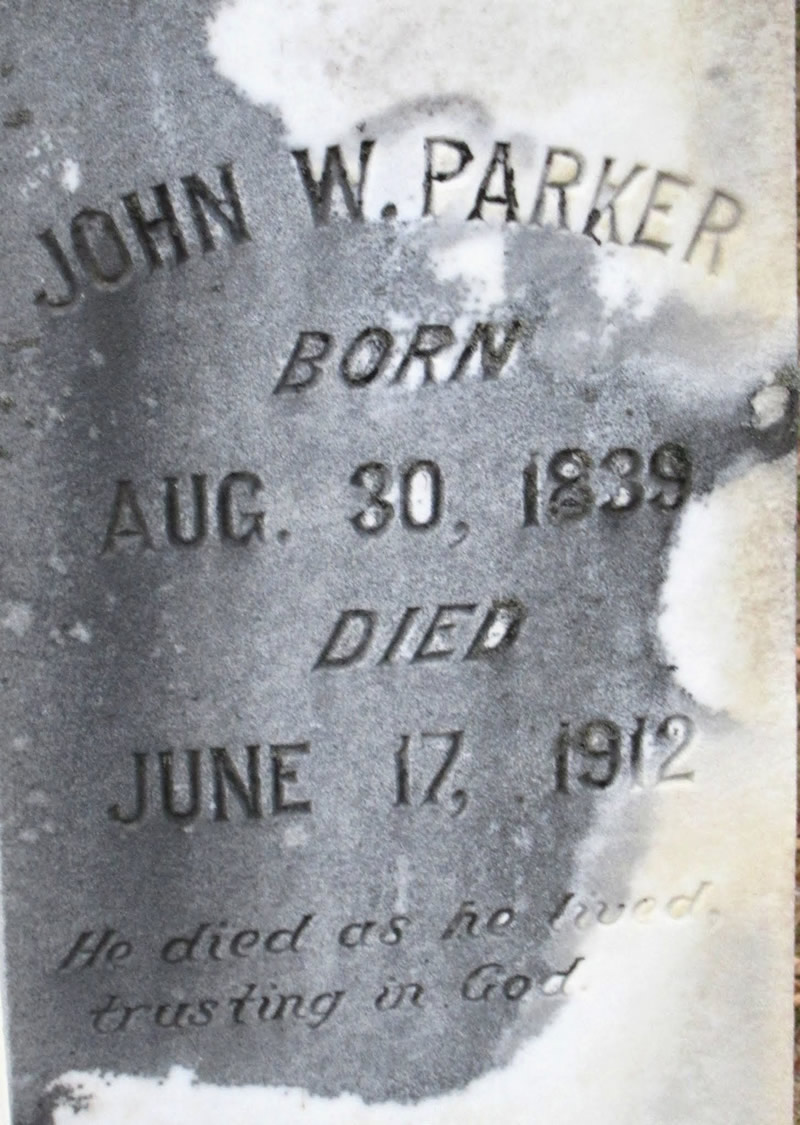 JOHN W. PARKER
BORN
AUG. 30, 1839
DIED
JUNE 17, 1912
He died as he lived,
trusting in God.